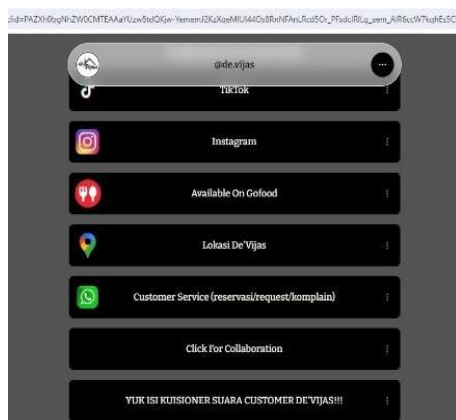 @de.vijas
TikTok
Instagram
Available On Gofood
Lokasi De'Vijas
Customer Service (reservasi/request/komplain)
Click For Collaboration
YUK ISI KUISIONER SUARA CUSTOMER DE'VIJAS!!!